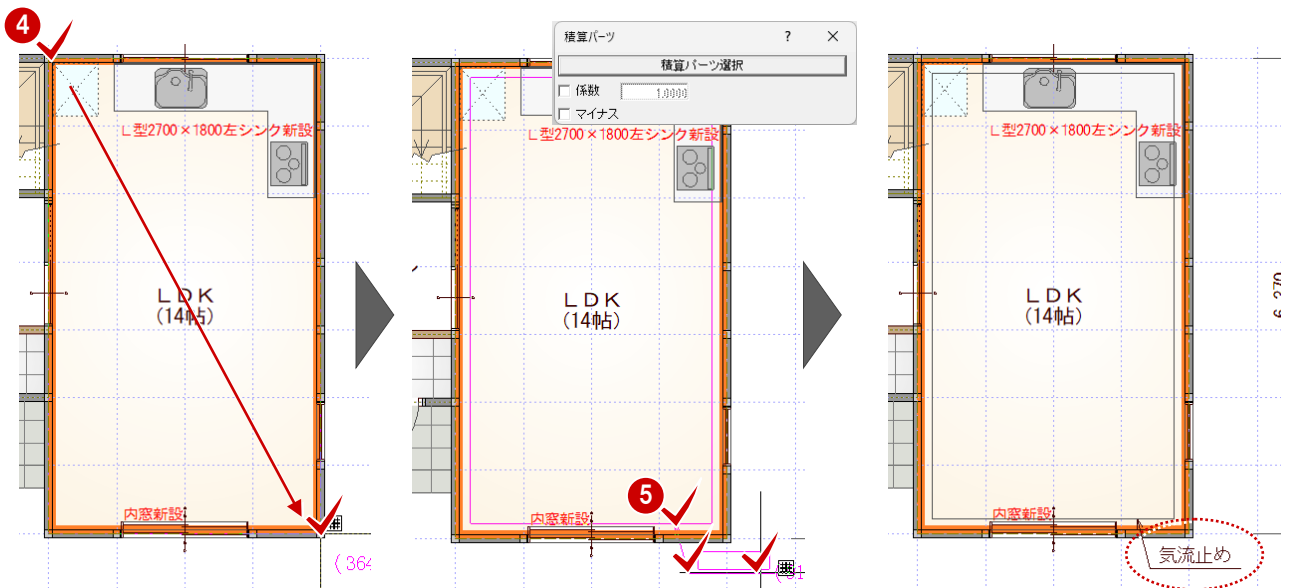 4
L型2700×1800左シンク新設
LDK
(14帖)
内窓新設
(364
積算パーツ ? ×
積算パーツ選択
係数 1.0000
マイナス
L型2700×1800左シンク新設
LDK
(14帖)
5
内窓新設
L型2700×1800左シンク新設
LDK
(14帖)
内窓新設
気流止め